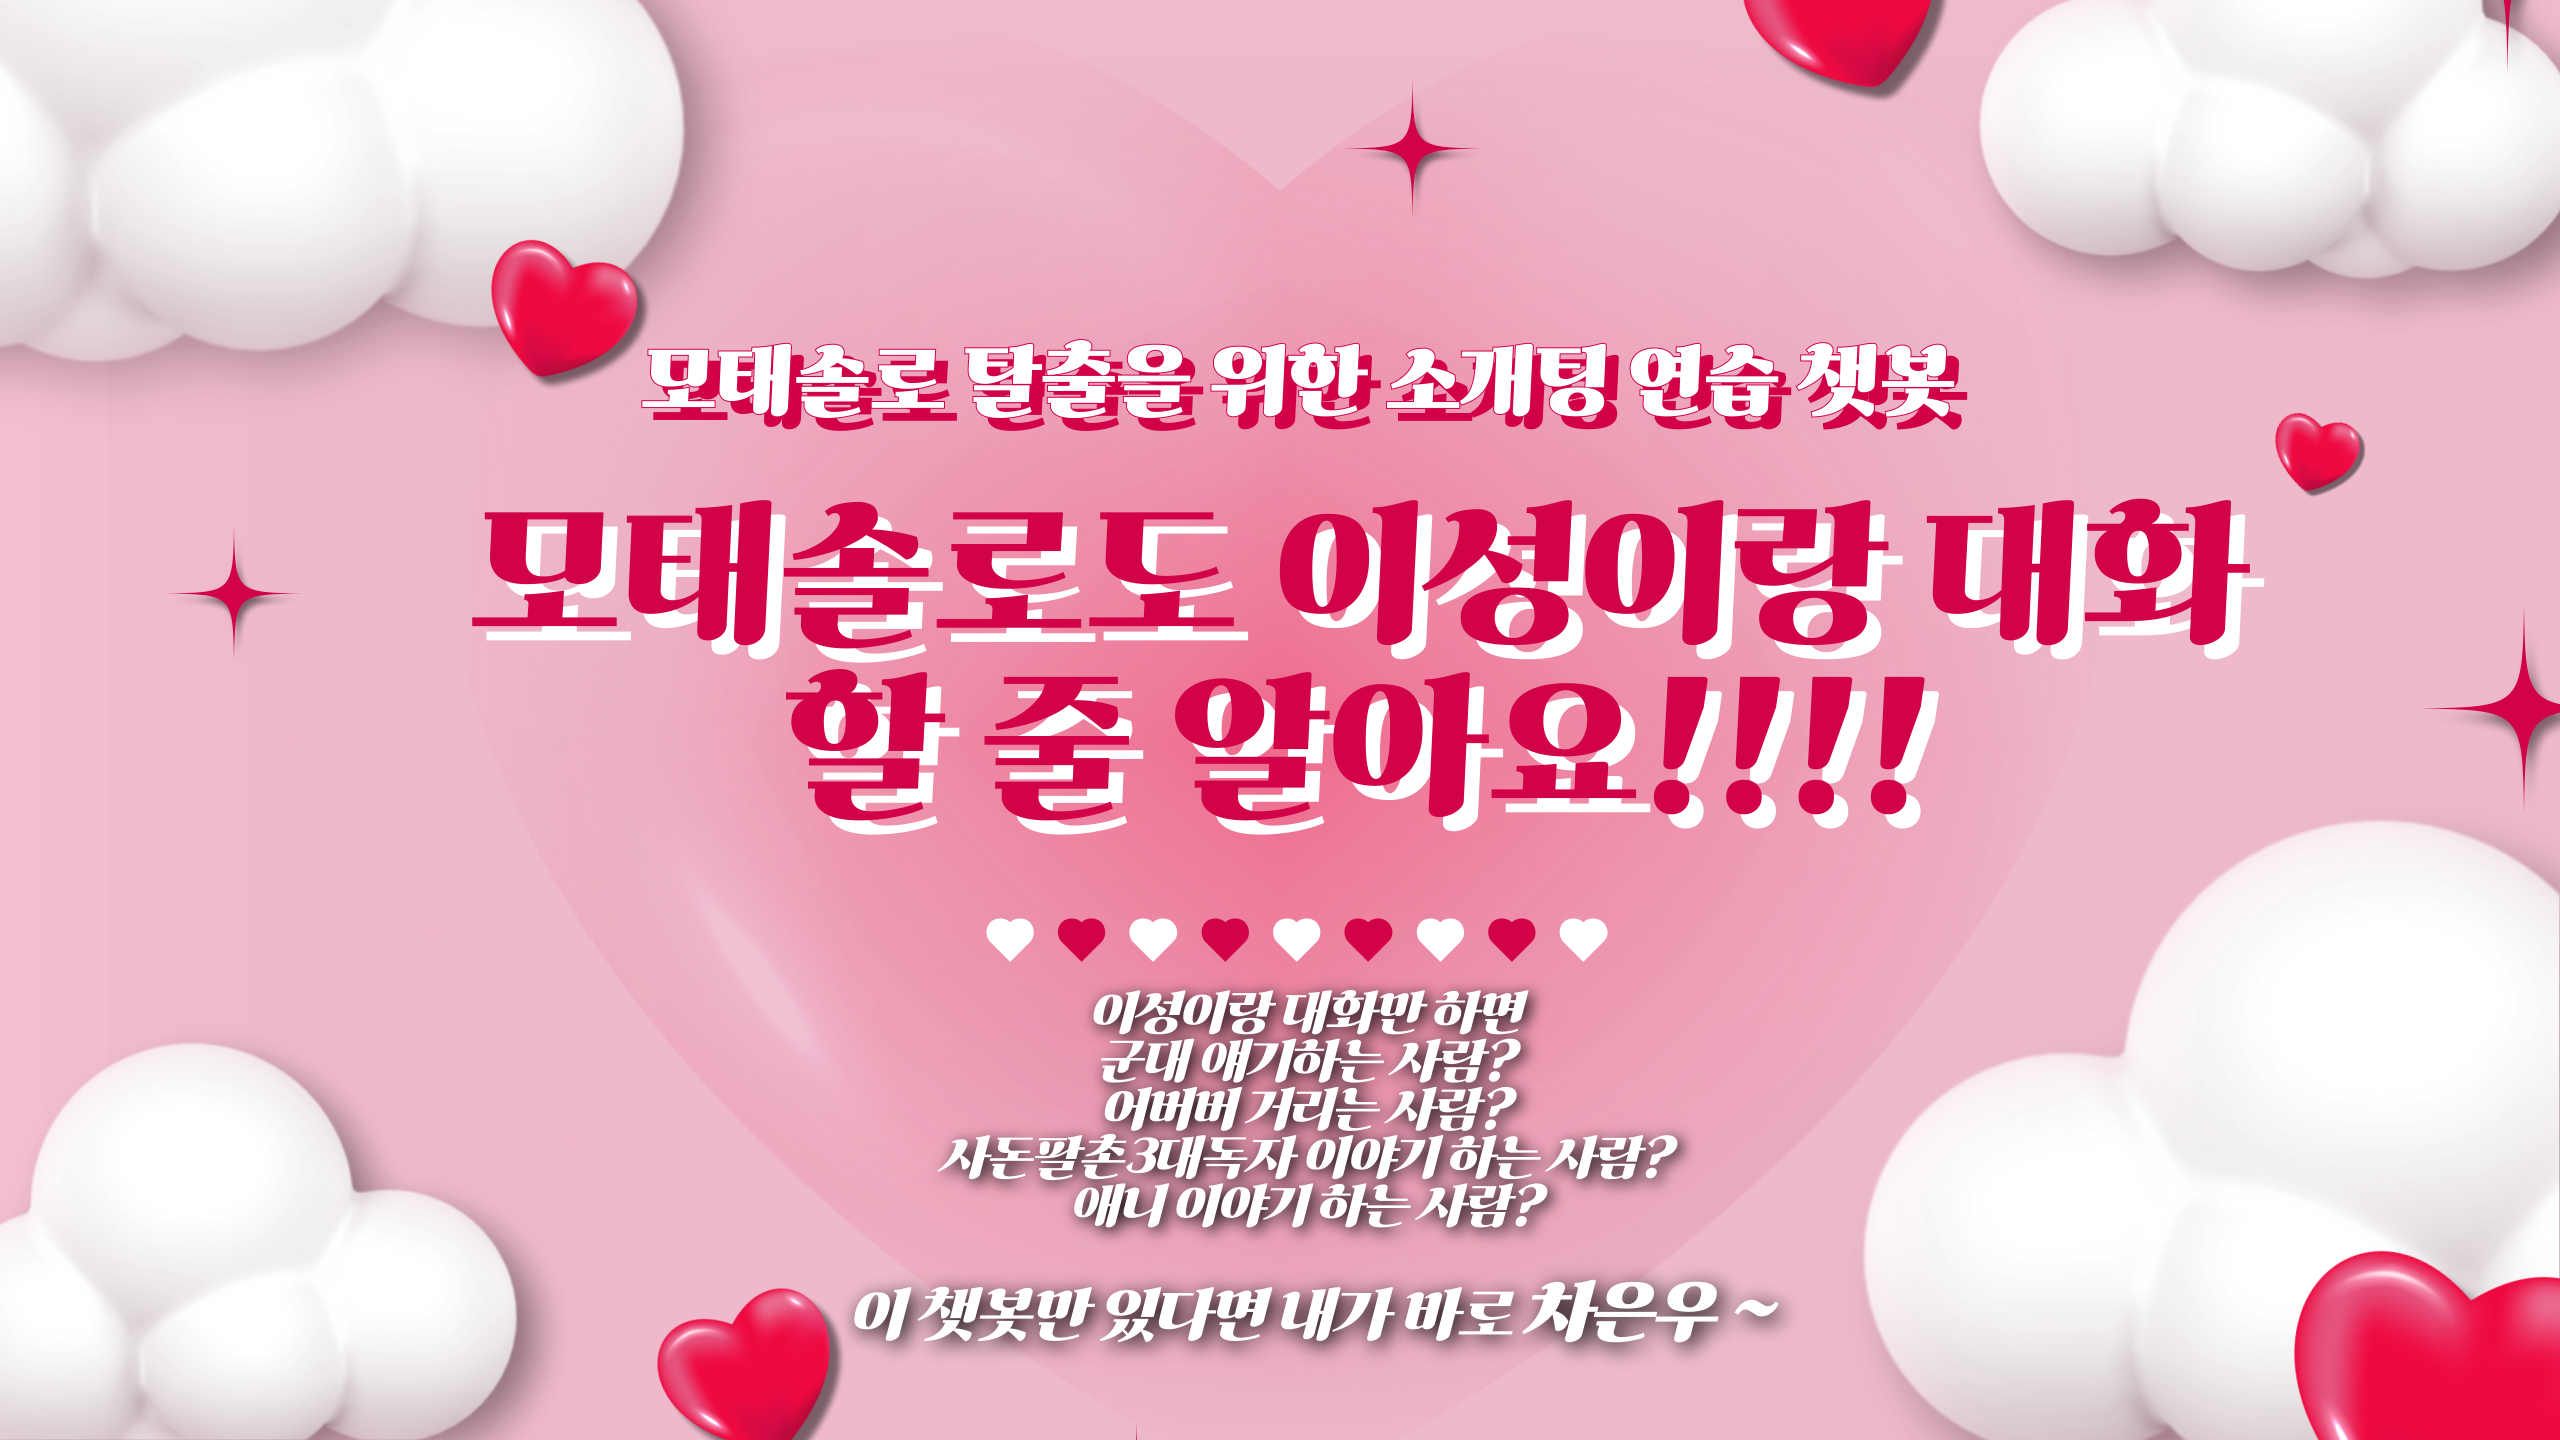 모태솔로 탈출을 위한 소개팅 연습 챗봇
모태솔로도 이성이랑 대화
할 줄 알아요!!!!
이성이랑 대화만 하면
군대 얘기하는 사람?
어버버 거리는 사람?
사돈팔촌3대독자 이야기 하는 사람?
애니 이야기 하는 사람?
이 챗봇만 있다면 내가 바로 차은우 ~